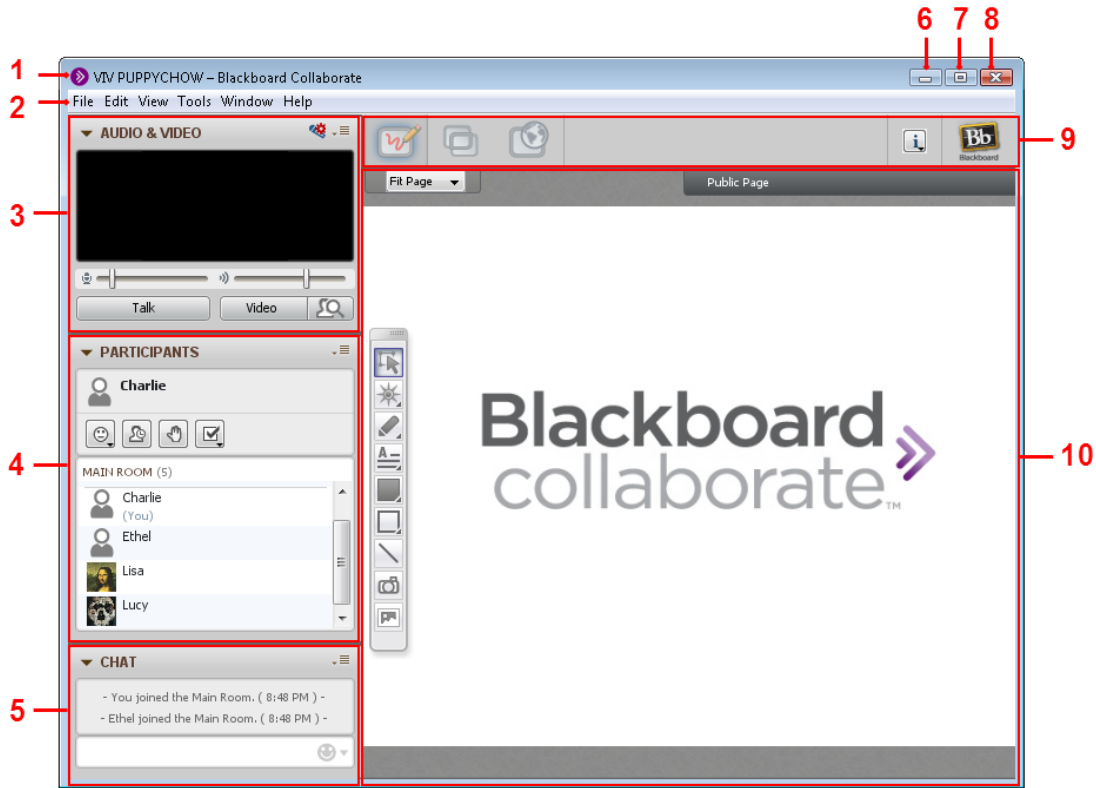 6 7 8
1
VIV PUPPYCHOW – Blackboard Collaborate
2
File Edit View Tools Window Help
AUDIO & VIDEO
i
Bb
Blackboard
9
Fit Page
Public Page
3
Talk
Video
PARTICIPANTS
Charlie
4
MAIN ROOM (5)
Charlie
(You)
Ethel
Lisa
Lucy
Blackboard
collaborate™
10
CHAT
- You joined the Main Room. ( 8:48 PM ) -
- Ethel joined the Main Room. ( 8:48 PM ) -
5